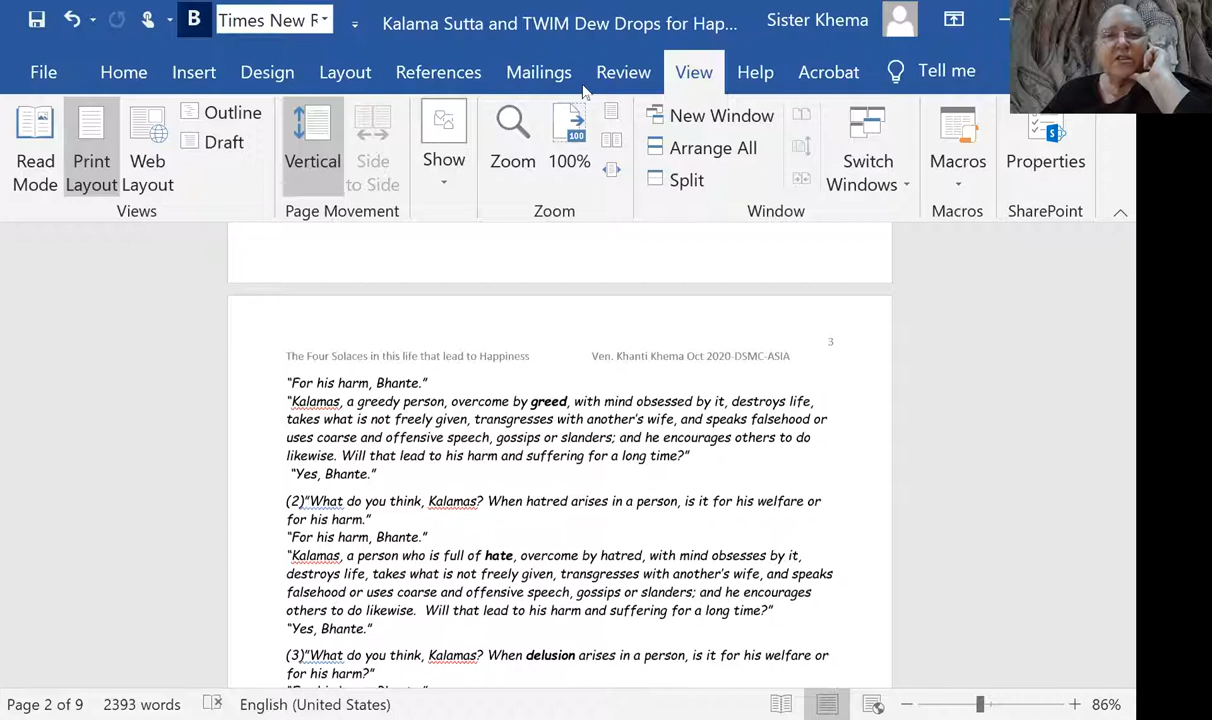 B
Times New R
Kalama Sutta and TWIM Dew Drops for Hap...
Sister Khema
File
Home
Insert
Design
Layout
References
Mailings
Review
View
Help
Acrobat
Tell me
Read Mode
Print Layout
Web Layout
Outline
Draft
Views
Vertical
Side to Side
Page Movement
Show
Zoom
100
100%
Zoom
New Window
Arrange All
Split
Switch Windows
Window
Macros
Macros
Properties
SharePoint
3
The Four Solaces in this life that lead to Happiness
Ven. Khanti Khema Oct 2020-DSMC-ASIA
"For his harm, Bhante."
"Kalamas, a greedy person, overcome by greed, with mind obsessed by it, destroys life,
takes what is not freely given, transgresses with another's wife, and speaks falsehood or
uses coarse and offensive speech, gossips or slanders; and he encourages others to do
likewise. Will that lead to his harm and suffering for a long time?"
"Yes, Bhante."
(2)"What do you think, Kalamas? When hatred arises in a person, is it for his welfare or
for his harm."
"For his harm, Bhante."
"Kalamas, a person who is full of hate, overcome by hatred, with mind obsesses by it,
destroys life, takes what is not freely given, transgresses with another's wife, and speaks
falsehood or uses coarse and offensive speech, gossips or slanders; and he encourages
others to do likewise. Will that lead to his harm and suffering for a long time?"
"Yes, Bhante."
(3)"What do you think, Kalamas? When delusion arises in a person, is it for his welfare or
for his harm?"
Page 2 of 9
2393 words
English (United States)
86%